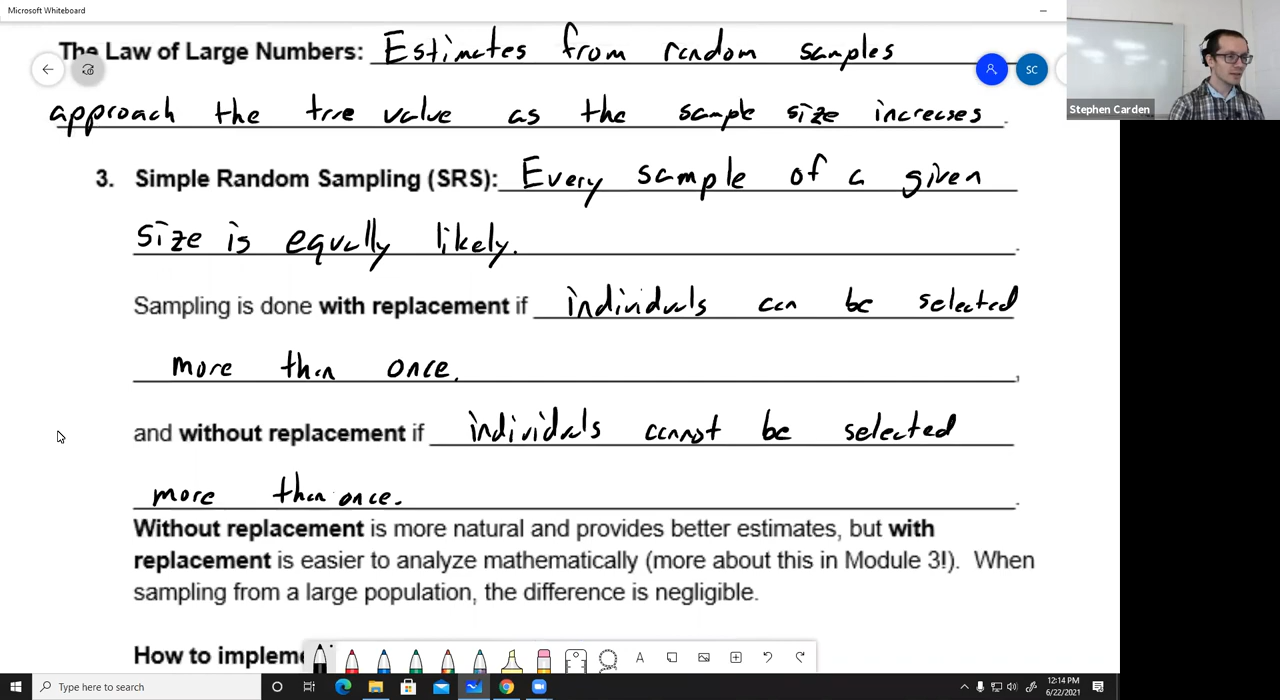 Microsoft Whiteboard
The Law of Large Numbers: Estimates from random samples
approach the true value as the sample size increases.
SC
Stephen Carden
3. Simple Random Sampling (SRS): Every sample of a given
size is equally likely.
Sampling is done with replacement if individuals can be selected
more than once.,
and without replacement if individuals cannot be selected
more than once.
Without replacement is more natural and provides better estimates, but with
replacement is easier to analyze mathematically (more about this in Module 3!). When
sampling from a large population, the difference is negligible.
How to implem
A
Type here to search
12:14 PM
6/22/2021